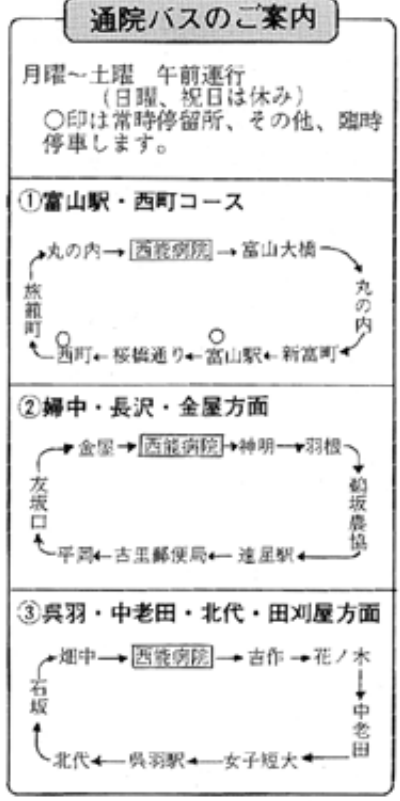 通院バスのご案内
月曜～土曜　午前運行
（日曜、祝日は休み）
○印は常時停留所、その他、臨時
停車します。
①富山駅・西町コース
丸の内→西能病院→富山大橋
丸の内
新富町
富山駅
桜橋通り
西町
旅籠町
②婦中・長沢・金屋方面
金屋→西能病院→神明→羽根
鵜坂農協
速星駅
古里郵便局
平岡
友坂口
③呉羽・中老田・北代・田刈屋方面
畑中→西能病院→吉作→花ノ木
中老田
女子短大
呉羽駅
北代
石坂